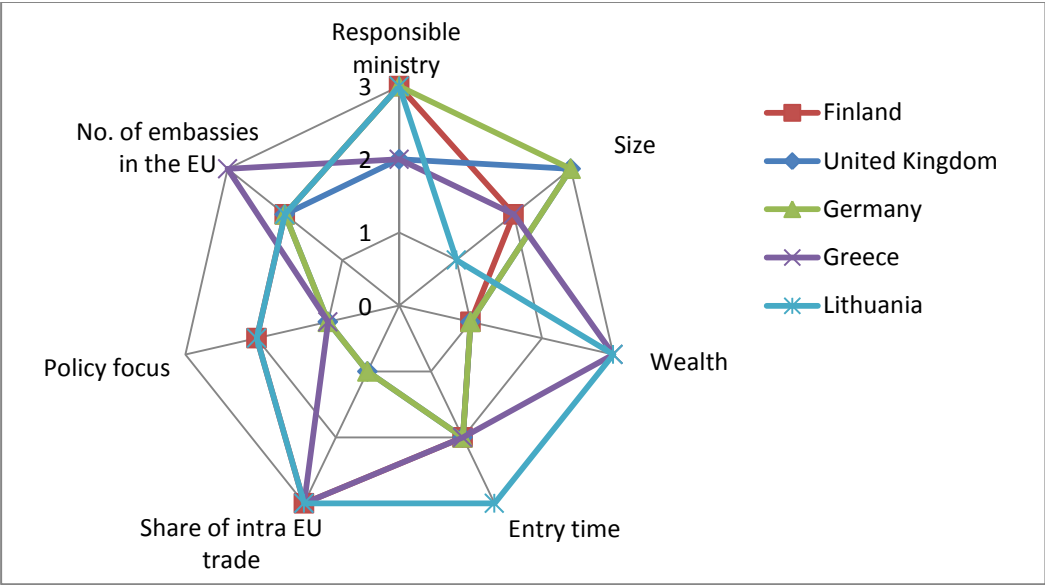 Responsible
ministry
3
2
1
0
Size
Wealth
Entry time
Share of intra EU
trade
Policy focus
No. of embassies
in the EU
Finland
United Kingdom
Germany
Greece
Lithuania